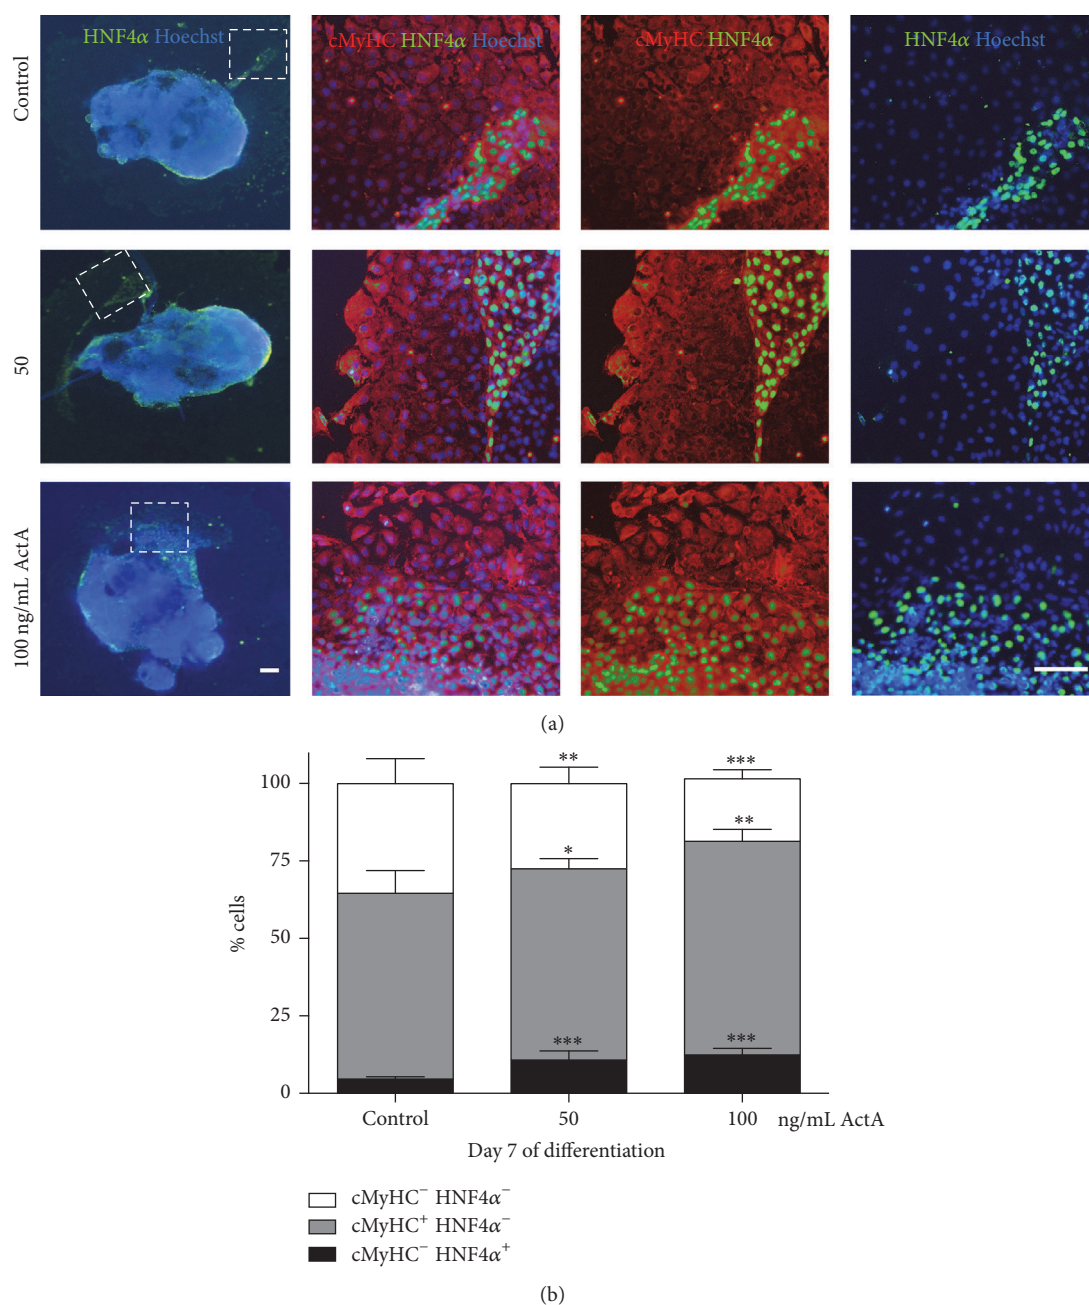 HNF4α Hoechst
cMyHC HNF4α Hoechst
cMyHC HNF4α
HNF4α Hoechst
Control
50
100 ng/mL ActA
(a)
100
75
50
25
0
% cells
**
*
***
***
**
***
Control
50
100
ng/mL ActA
Day 7 of differentiation
cMyHC⁻ HNF4α⁻
cMyHC⁺ HNF4α⁻
cMyHC⁻ HNF4α⁺
(b)